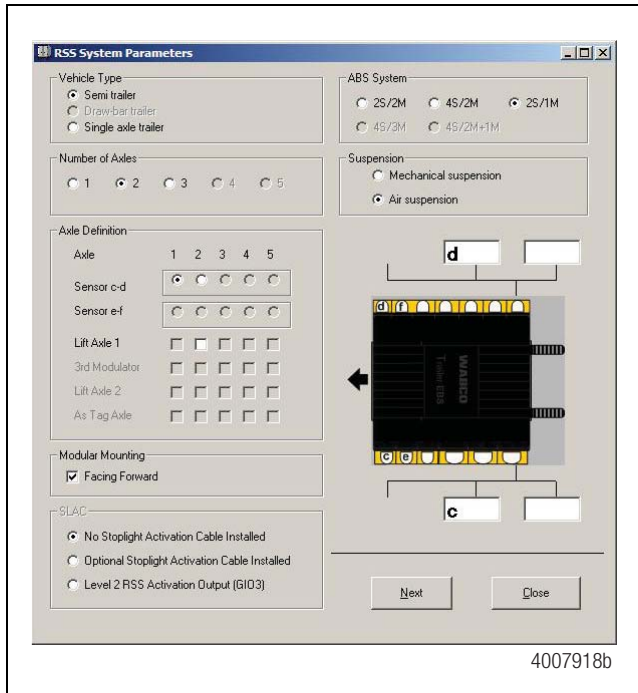 RSS System Parameters
Vehicle Type
Semi trailer
Draw-bar trailer
Single axle trailer
ABS System
2S/2M 4S/2M 2S/1M
4S/3M 4S/2M+1M
Number of Axles
1 2 3 4 5
Suspension
Mechanical suspension
Air suspension
Axle Definition
Axle 1 2 3 4 5
Sensor c-d
Sensor e-f
Lift Axle 1
3rd Modulator
Lift Axle 2
As Tag Axle
d
d f
WABCO
Trailer EBS
c e
c
Modular Mounting
Facing Forward
SLAC
No Stoplight Activation Cable Installed
Optional Stoplight Activation Cable Installed
Level 2 RSS Activation Output (GIO3)
Next Close
4007918b